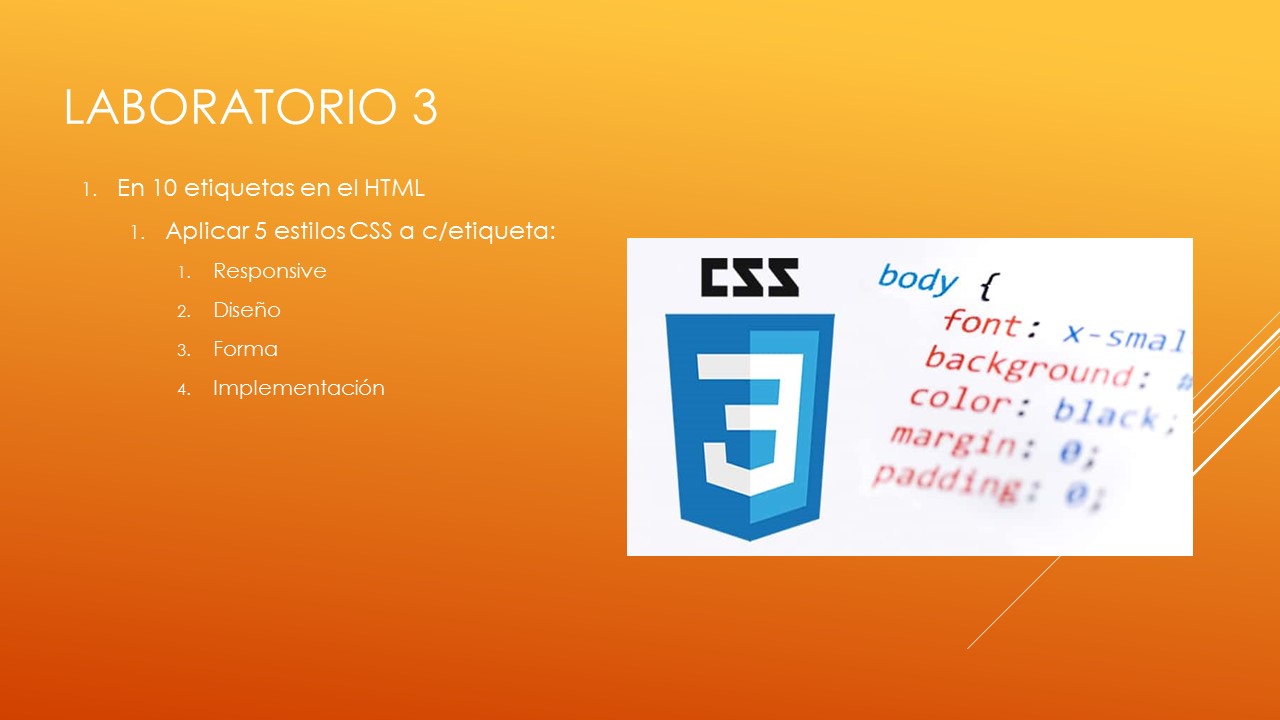 LABORATORIO 3
1. En 10 etiquetas en el HTML
1. Aplicar 5 estilos CSS a c/etiqueta:
1. Responsive
2. Diseño
3. Forma
4. Implementación
CSS
3
body {
font: x-smal
background: #
color: black;
margin: 0;
padding: 0;